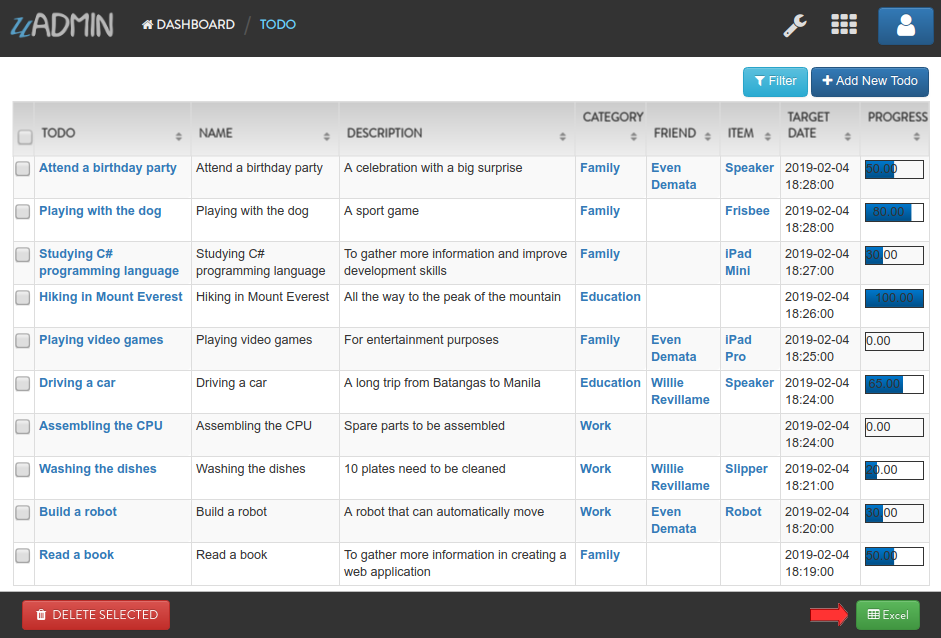 uADMIN DASHBOARD / TODO
Filter Add New Todo
TODO NAME DESCRIPTION CATEGORY FRIEND ITEM TARGET DATE PROGRESS
Attend a birthday party Attend a birthday party A celebration with a big surprise Family Even Demata Speaker 2019-02-04 18:28:00 50.00
Playing with the dog Playing with the dog A sport game Family Frisbee 2019-02-04 18:28:00 80.00
Studying C# programming language Studying C# programming language To gather more information and improve development skills Family iPad Mini 2019-02-04 18:27:00 30.00
Hiking in Mount Everest Hiking in Mount Everest All the way to the peak of the mountain Education 2019-02-04 18:26:00 100.00
Playing video games Playing video games For entertainment purposes Family Even Demata iPad Pro 2019-02-04 18:25:00 0.00
Driving a car Driving a car A long trip from Batangas to Manila Education Willie Revillame Speaker 2019-02-04 18:24:00 65.00
Assembling the CPU Assembling the CPU Spare parts to be assembled Work 2019-02-04 18:24:00 0.00
Washing the dishes Washing the dishes 10 plates need to be cleaned Work Willie Revillame Slipper 2019-02-04 18:21:00 20.00
Build a robot Build a robot A robot that can automatically move Work Even Demata Robot 2019-02-04 18:20:00 30.00
Read a book Read a book To gather more information in creating a web application Family 2019-02-04 18:19:00 50.00
DELETE SELECTED Excel